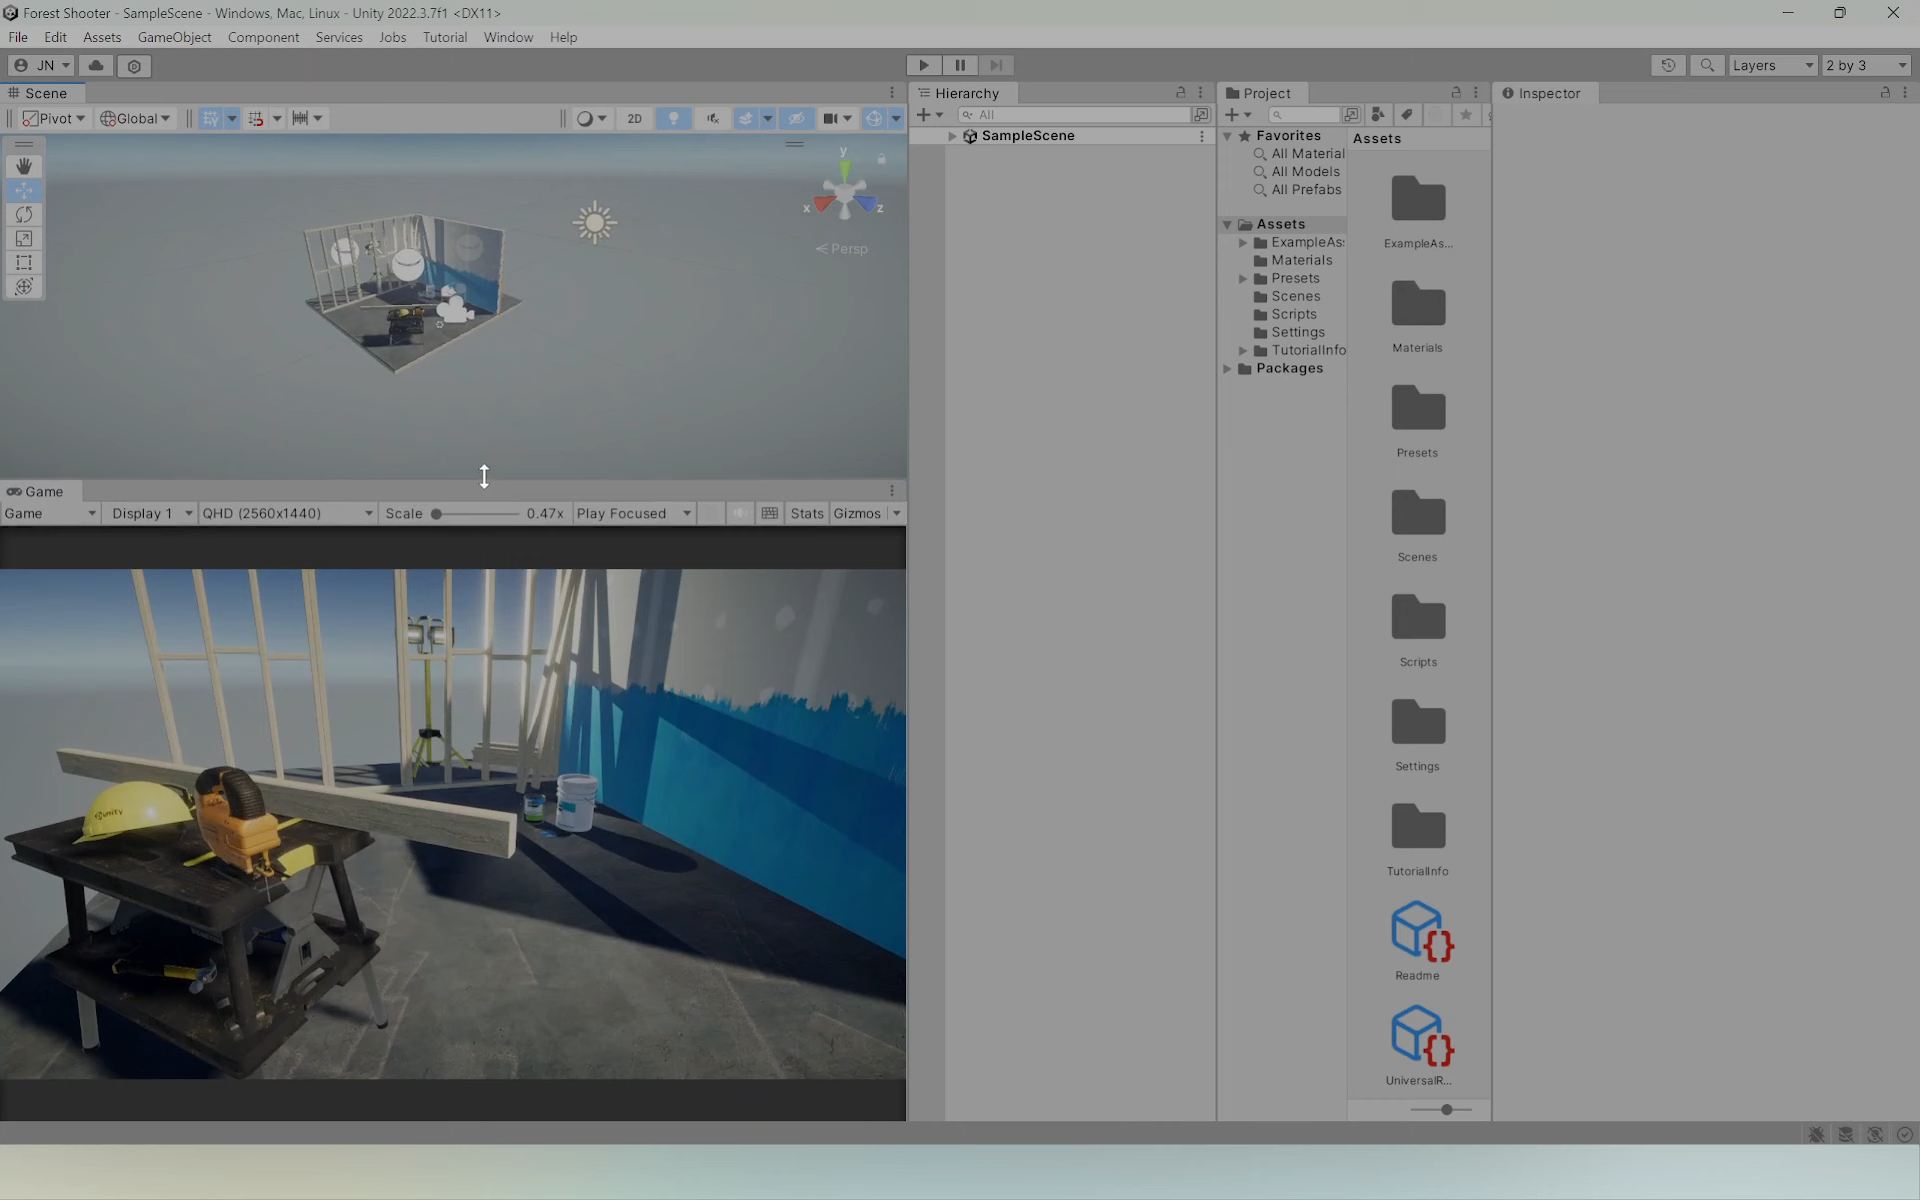 Forest Shooter - SampleScene - Windows, Mac, Linux - Unity 2022.3.7f1 <DX11>
File Edit Assets GameObject Component Services Jobs Tutorial Window Help
JN Layers 2 by 3
Scene
Pivot Global 2D
y
x z
Persp
Game
Game Display 1 QHD (2560x1440) Scale 0.47x Play Focused Stats Gizmos
unity
Hierarchy
All
SampleScene
Project
Favorites
All Material
All Models
All Prefabs
Assets
ExampleAs
Materials
Presets
Scenes
Scripts
Settings
TutorialInfo
Packages
Assets
ExampleAs...
Materials
Presets
Scenes
Scripts
Settings
TutorialInfo
Readme
UniversalR...
Inspector